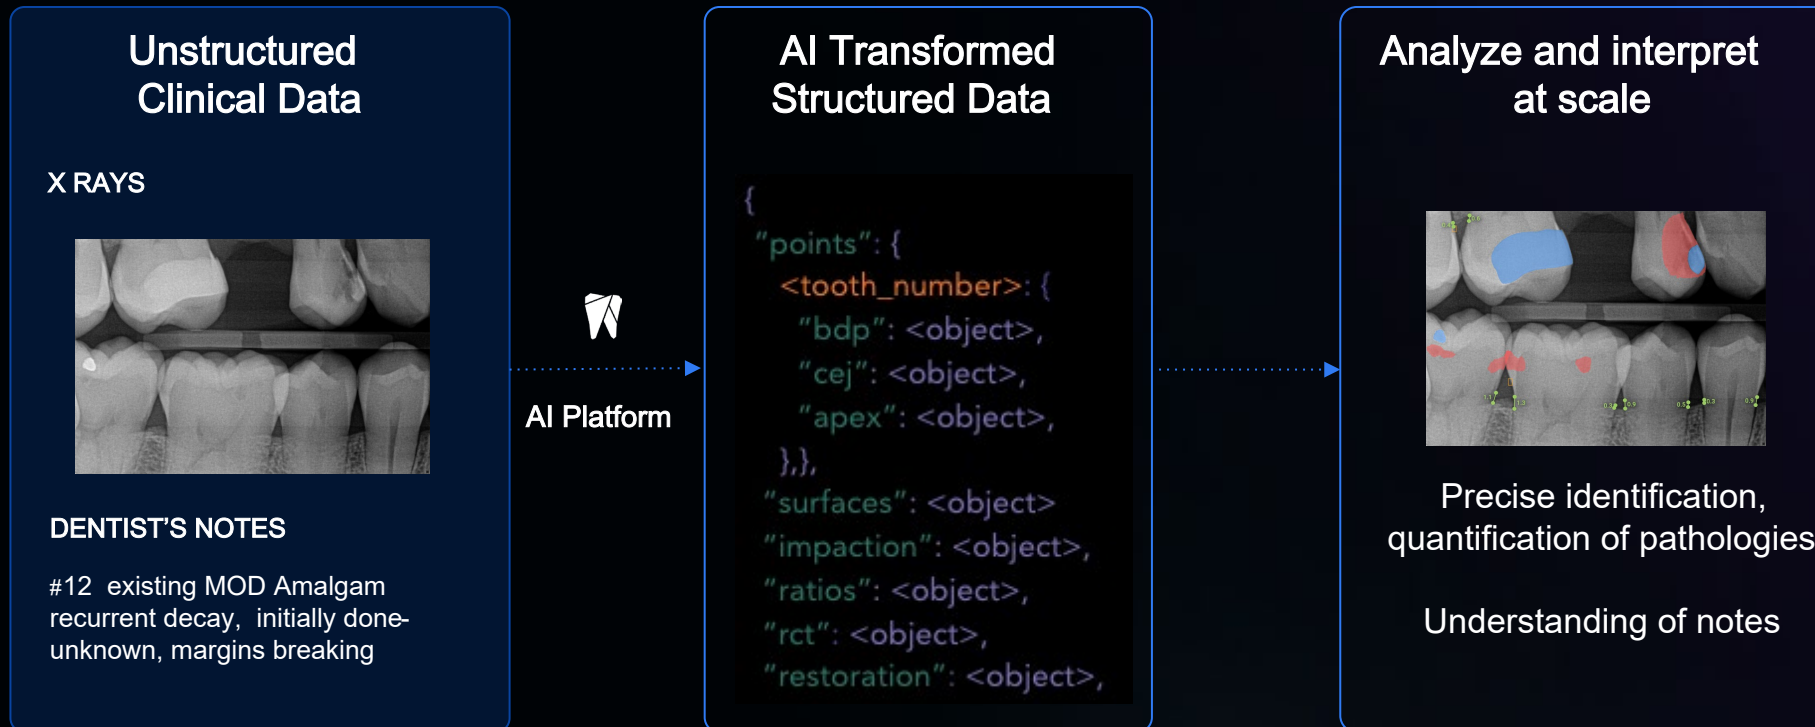 Unstructured
Clinical Data
X RAYS
DENTIST'S NOTES
#12 existing MOD Amalgam
recurrent decay, initially done-
unknown, margins breaking
AI Platform
AI Transformed
Structured Data
{
"points": {
<tooth_number>: {
"bdp": <object>,
"cej": <object>,
"apex": <object>,
},},
"surfaces": <object>
"impaction": <object>,
"ratios": <object>,
"rct": <object>,
"restoration": <object>,
Analyze and interpret
at scale
Precise identification,
quantification of pathologies
Understanding of notes